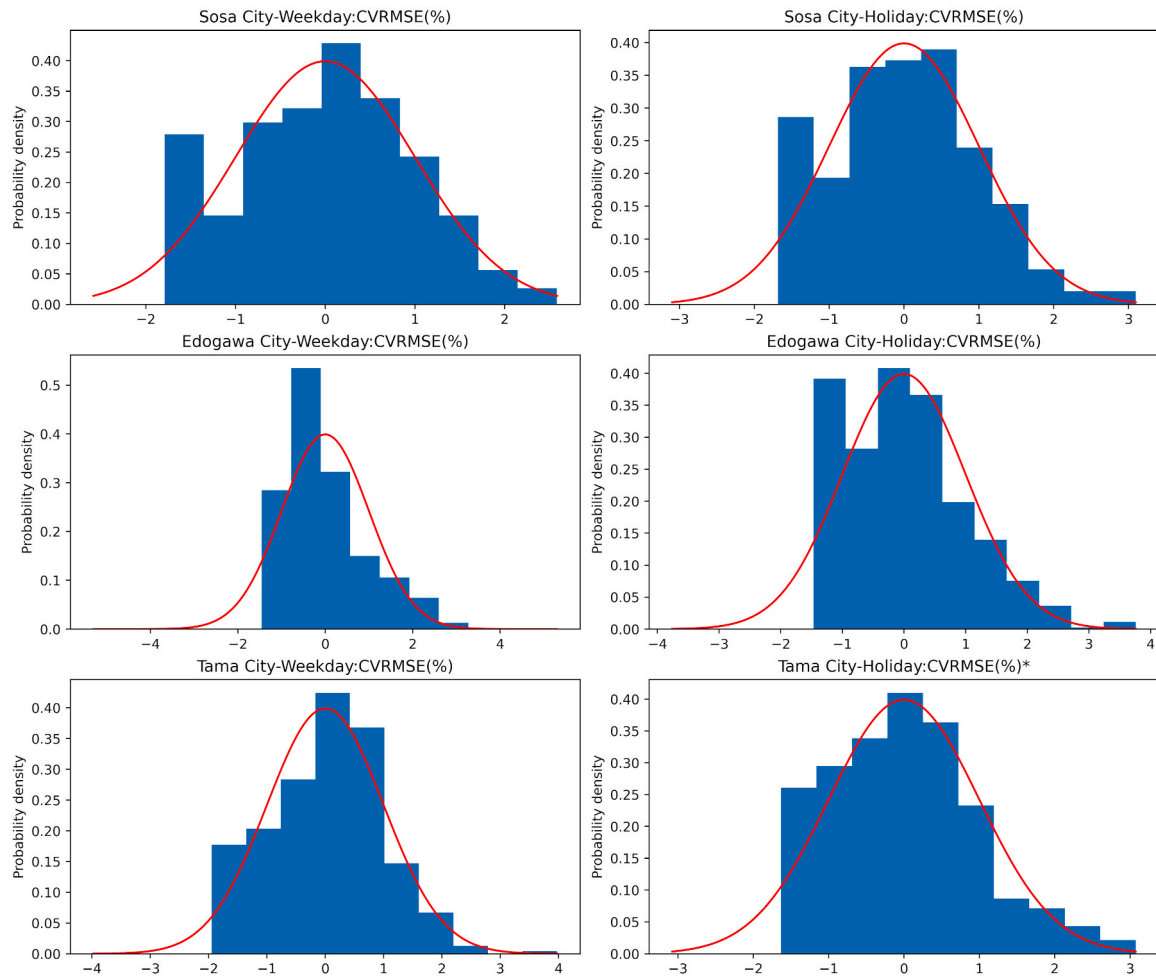 Sosa City-Weekday:CVRMSE(%)
Probability density
0.40
0.35
0.30
0.25
0.20
0.15
0.10
0.05
0.00
−2 −1 0 1 2
Sosa City-Holiday:CVRMSE(%)
Probability density
0.40
0.35
0.30
0.25
0.20
0.15
0.10
0.05
0.00
−3 −2 −1 0 1 2 3
Edogawa City-Weekday:CVRMSE(%)
Probability density
0.5
0.4
0.3
0.2
0.1
0.0
−4 −2 0 2 4
Edogawa City-Holiday:CVRMSE(%)
Probability density
0.40
0.35
0.30
0.25
0.20
0.15
0.10
0.05
0.00
−4 −3 −2 −1 0 1 2 3 4
Tama City-Weekday:CVRMSE(%)
Probability density
0.40
0.35
0.30
0.25
0.20
0.15
0.10
0.05
0.00
−4 −3 −2 −1 0 1 2 3 4
Tama City-Holiday:CVRMSE(%)*
Probability density
0.40
0.35
0.30
0.25
0.20
0.15
0.10
0.05
0.00
−3 −2 −1 0 1 2 3